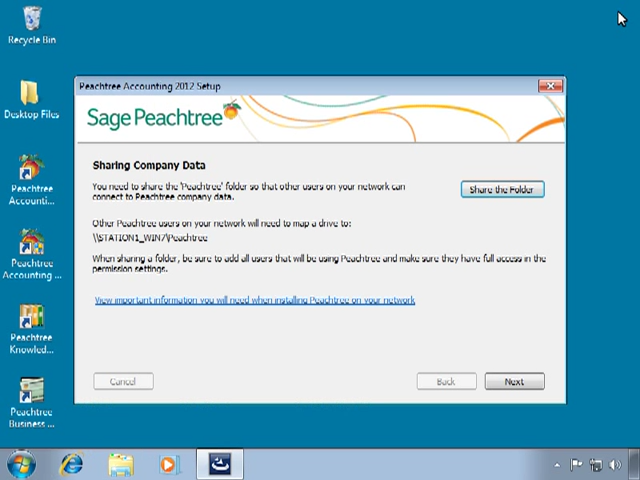 Recycle Bin
Desktop Files
Peachtree
Accounti...
Peachtree
Accounting ...
Peachtree
Knowled...
Peachtree
Business ...
Peachtree Accounting 2012 Setup
Sage Peachtree
Sharing Company Data
You need to share the 'Peachtree' folder so that other users on your network can
connect to Peachtree company data.
Share the Folder
Other Peachtree users on your network will need to map a drive to:
\\STATION1_WIN7\Peachtree
When sharing a folder, be sure to add all users that will be using Peachtree and make sure they have full access in the
permission settings.
View important information you will need when installing Peachtree on your network
Cancel
Back
Next